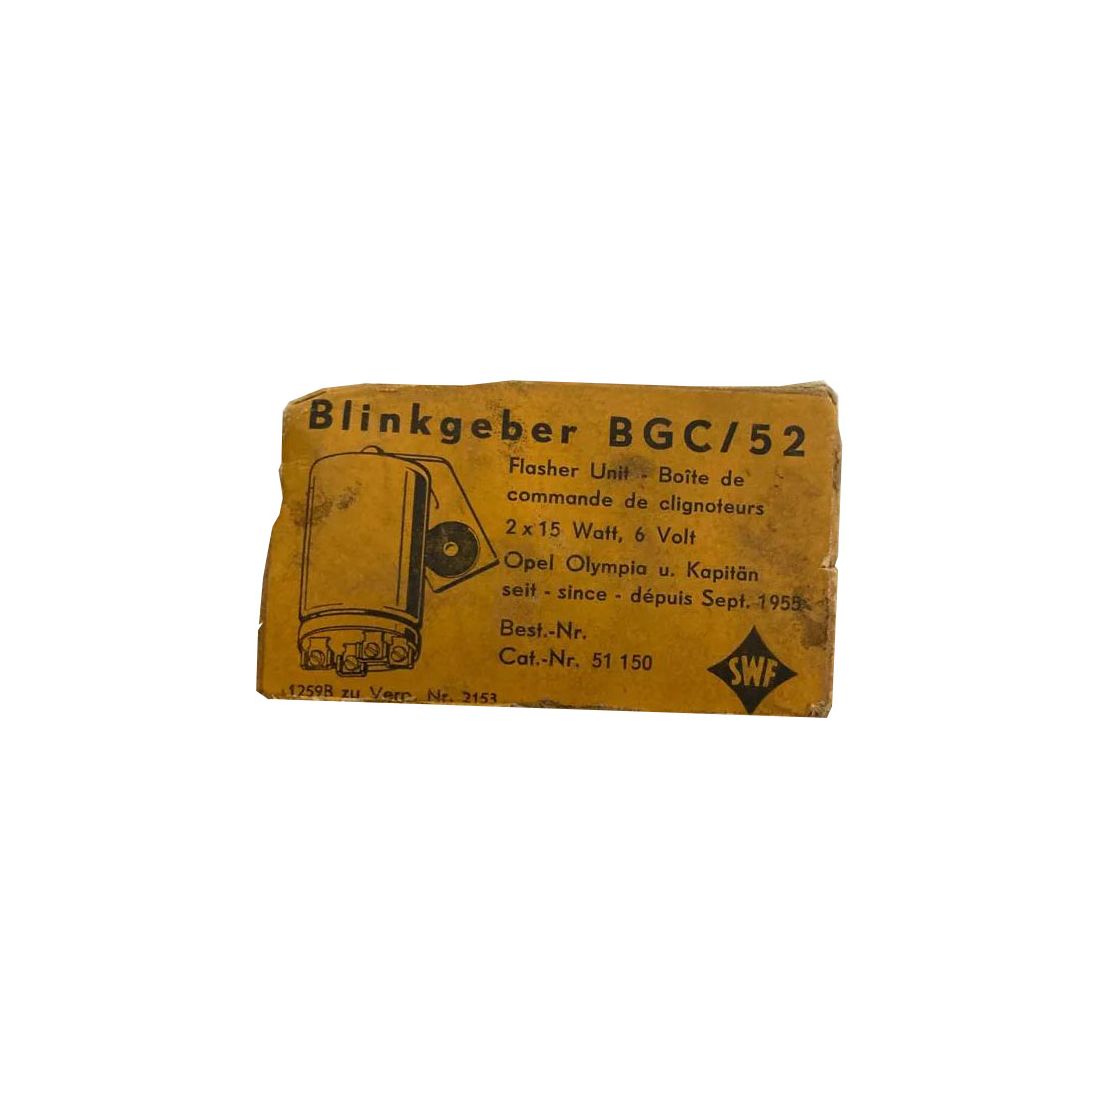 Blinkgeber BGC/52
Flasher Unit - Boîte de
commande de clignoteurs
2 x 15 Watt, 6 Volt
Opel Olympia u. Kapitän
seit - since - dépuis Sept. 1955
Best.-Nr.
Cat.-Nr. 51 150
SWF
1259B zu Verp. Nr. 2153